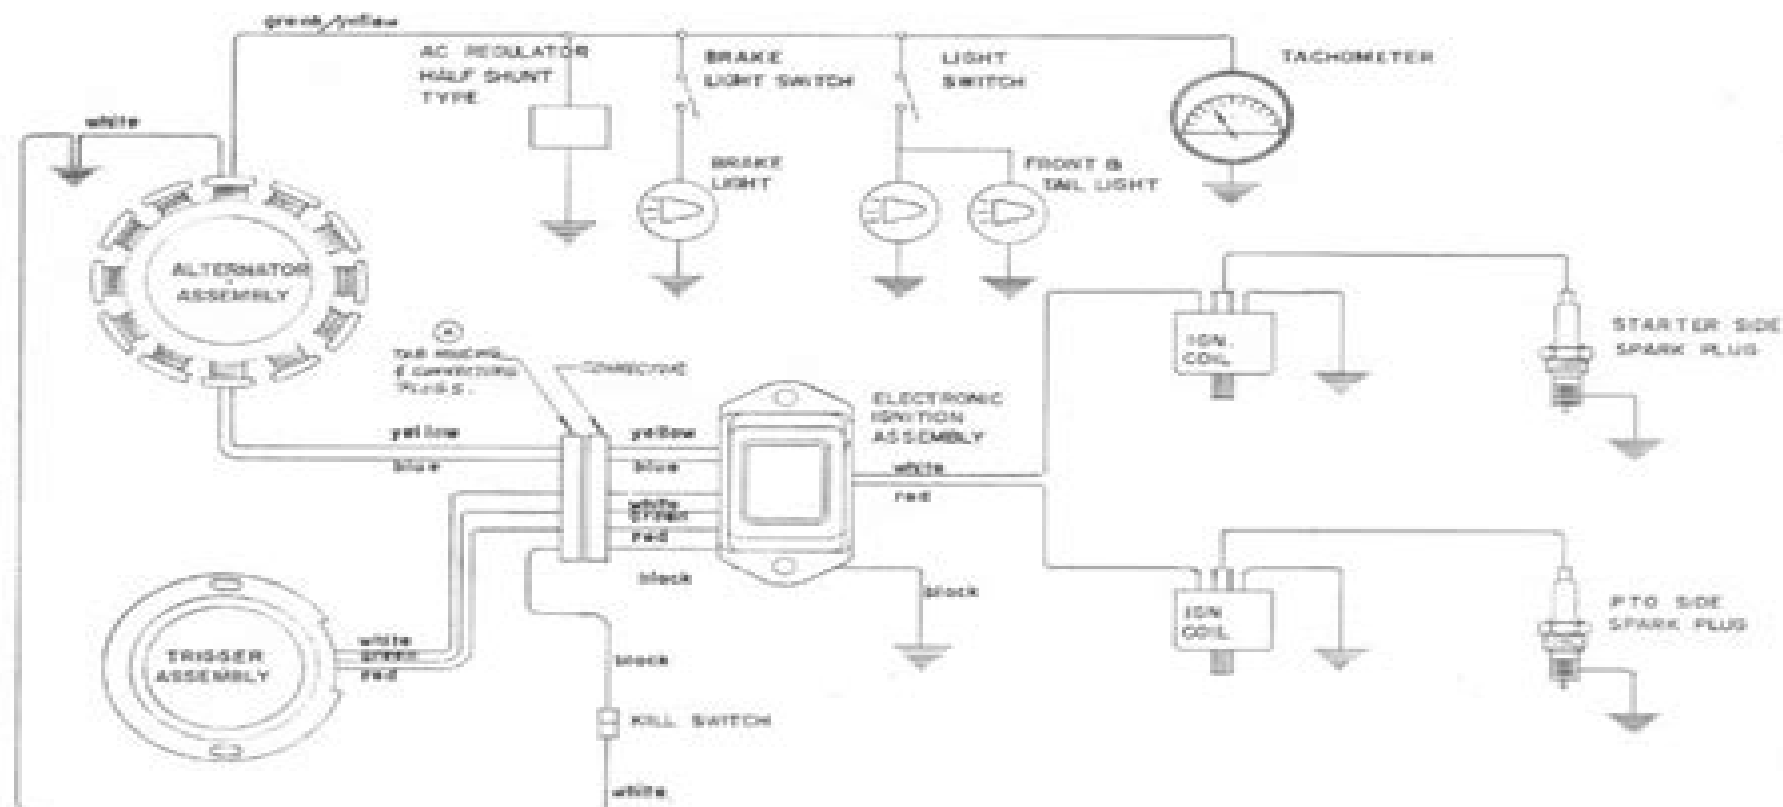 green/yellow
AC REGULATOR
HALF SHUNT
TYPE
BRAKE
LIGHT SWITCH
LIGHT
SWITCH
TACHOMETER
white
BRAKE
LIGHT
FRONT &
TAIL LIGHT
ALTERNATOR
ASSEMBLY
IGN.
COIL
STARTER SIDE
SPARK PLUG
PLUGS.
ELECTRONIC
IGNITION
ASSEMBLY
yellow
blue
yellow
blue
white
green
red
black
white
red
black
IGN
COIL
PTO SIDE
SPARK PLUG
TRIGGER
ASSEMBLY
white
green
red
black
KILL SWITCH
white